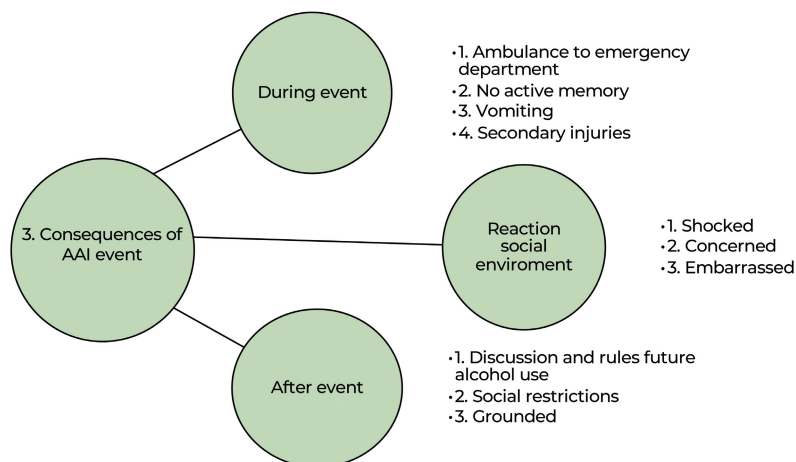 During event
•1. Ambulance to emergency
department
•2. No active memory
•3. Vomiting
•4. Secondary injuries
3. Consequences of
AAI event
Reaction
social
enviroment
•1. Shocked
•2. Concerned
•3. Embarrassed
After event
•1. Discussion and rules future
alcohol use
•2. Social restrictions
•3. Grounded